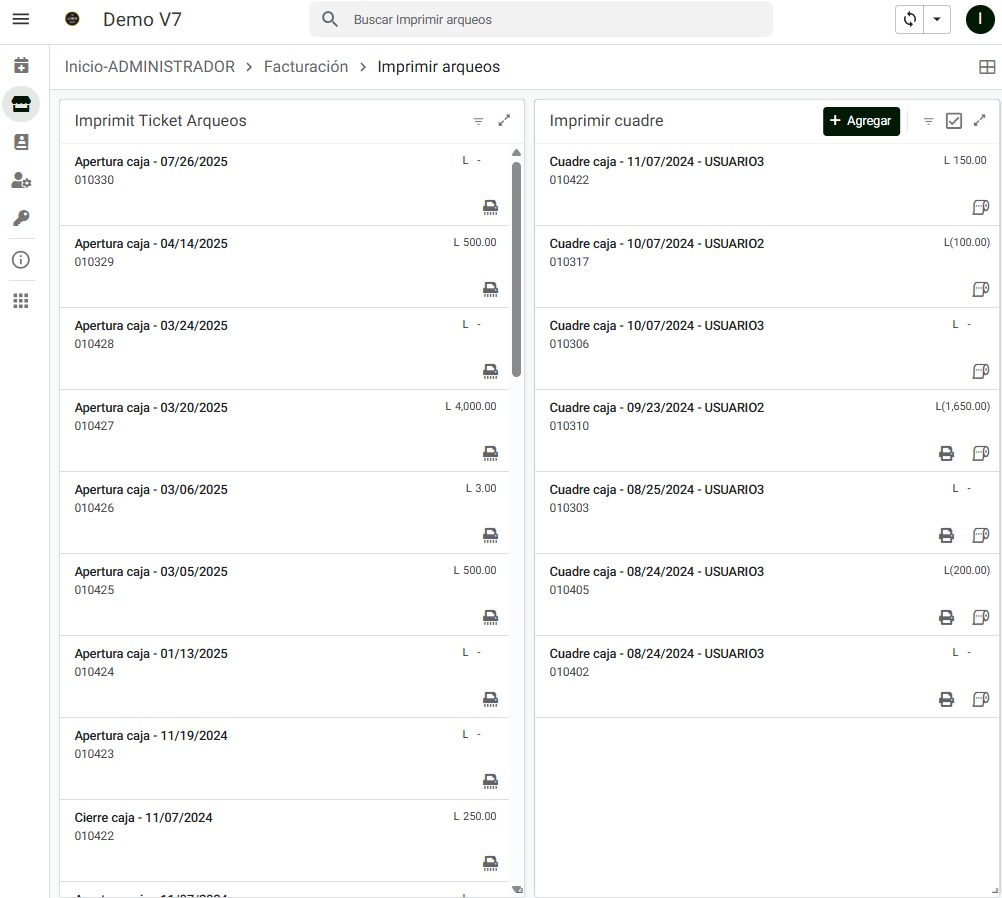 Demo V7
Buscar Imprimir arqueos
I
Inicio-ADMINISTRADOR > Facturación > Imprimir arqueos
Imprimit Ticket Arqueos
Apertura caja - 07/26/2025 L -
010330
Apertura caja - 04/14/2025 L 500.00
010329
Apertura caja - 03/24/2025 L -
010428
Apertura caja - 03/20/2025 L 4,000.00
010427
Apertura caja - 03/06/2025 L 3.00
010426
Apertura caja - 03/05/2025 L 500.00
010425
Apertura caja - 01/13/2025 L -
010424
Apertura caja - 11/19/2024 L -
010423
Cierre caja - 11/07/2024 L 250.00
010422
Imprimir cuadre
+ Agregar
Cuadre caja - 11/07/2024 - USUARIO3 L 150.00
010422
Cuadre caja - 10/07/2024 - USUARIO2 L(100.00)
010317
Cuadre caja - 10/07/2024 - USUARIO3 L -
010306
Cuadre caja - 09/23/2024 - USUARIO2 L(1,650.00)
010310
Cuadre caja - 08/25/2024 - USUARIO3 L -
010303
Cuadre caja - 08/24/2024 - USUARIO3 L(200.00)
010405
Cuadre caja - 08/24/2024 - USUARIO3 L -
010402